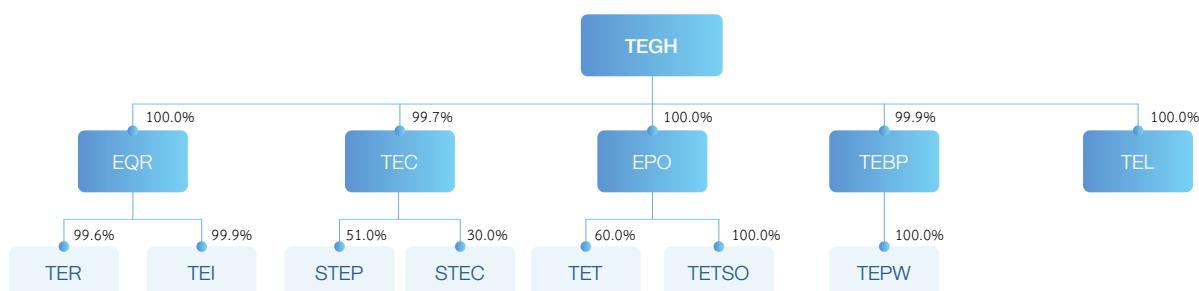 TEGH
100.0%
99.7%
100.0%
99.9%
100.0%
EQR
TEC
EPO
TEBP
TEL
99.6%
99.9%
51.0%
30.0%
60.0%
100.0%
100.0%
TER
TEI
STEP
STEC
TET
TETSO
TEPW